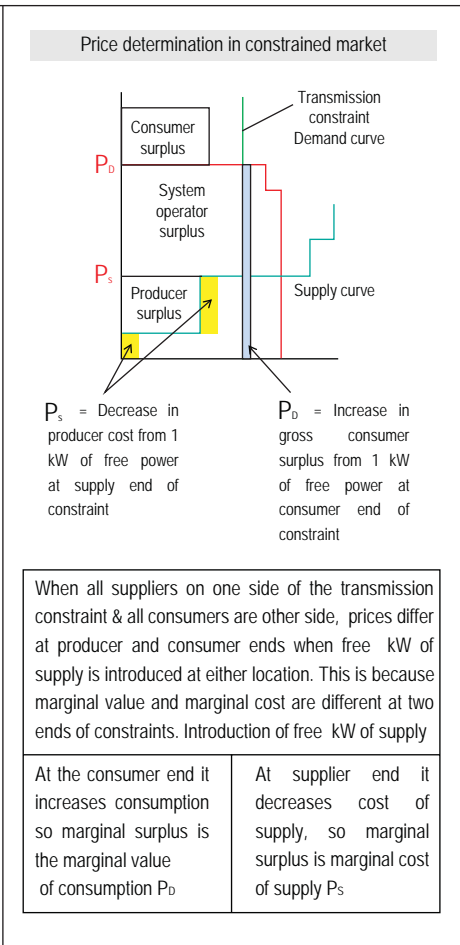 Price determination in constrained market
Transmission
constraint
Demand curve
Consumer
surplus
PD
System
operator
surplus
Ps
Producer
surplus
Supply curve
Ps = Decrease in
producer cost from 1
kW of free power
at supply end of
constraint
PD = Increase in
gross consumer
surplus from 1 kW
of free power at
consumer end of
constraint
When all suppliers on one side of the transmission
constraint & all consumers are other side, prices differ
at producer and consumer ends when free kW of
supply is introduced at either location. This is because
marginal value and marginal cost are different at two
ends of constraints. Introduction of free kW of supply
At the consumer end it
increases consumption
so marginal surplus is
the marginal value
of consumption PD
At supplier end it
decreases cost of
supply, so marginal
surplus is marginal cost
of supply Ps